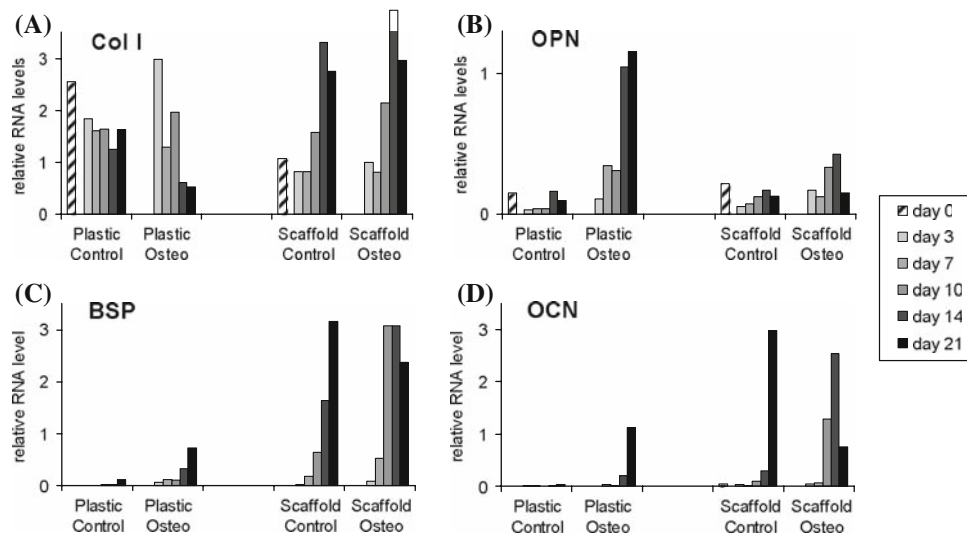 (A)
Col I
relative RNA levels
3
2
1
0
Plastic Control
Plastic Osteo
Scaffold Control
Scaffold Osteo
(B)
OPN
relative RNA levels
1
0
Plastic Control
Plastic Osteo
Scaffold Control
Scaffold Osteo
(C)
BSP
relative RNA level
3
2
1
0
Plastic Control
Plastic Osteo
Scaffold Control
Scaffold Osteo
(D)
OCN
relative RNA level
3
2
1
0
Plastic Control
Plastic Osteo
Scaffold Control
Scaffold Osteo
day 0
day 3
day 7
day 10
day 14
day 21